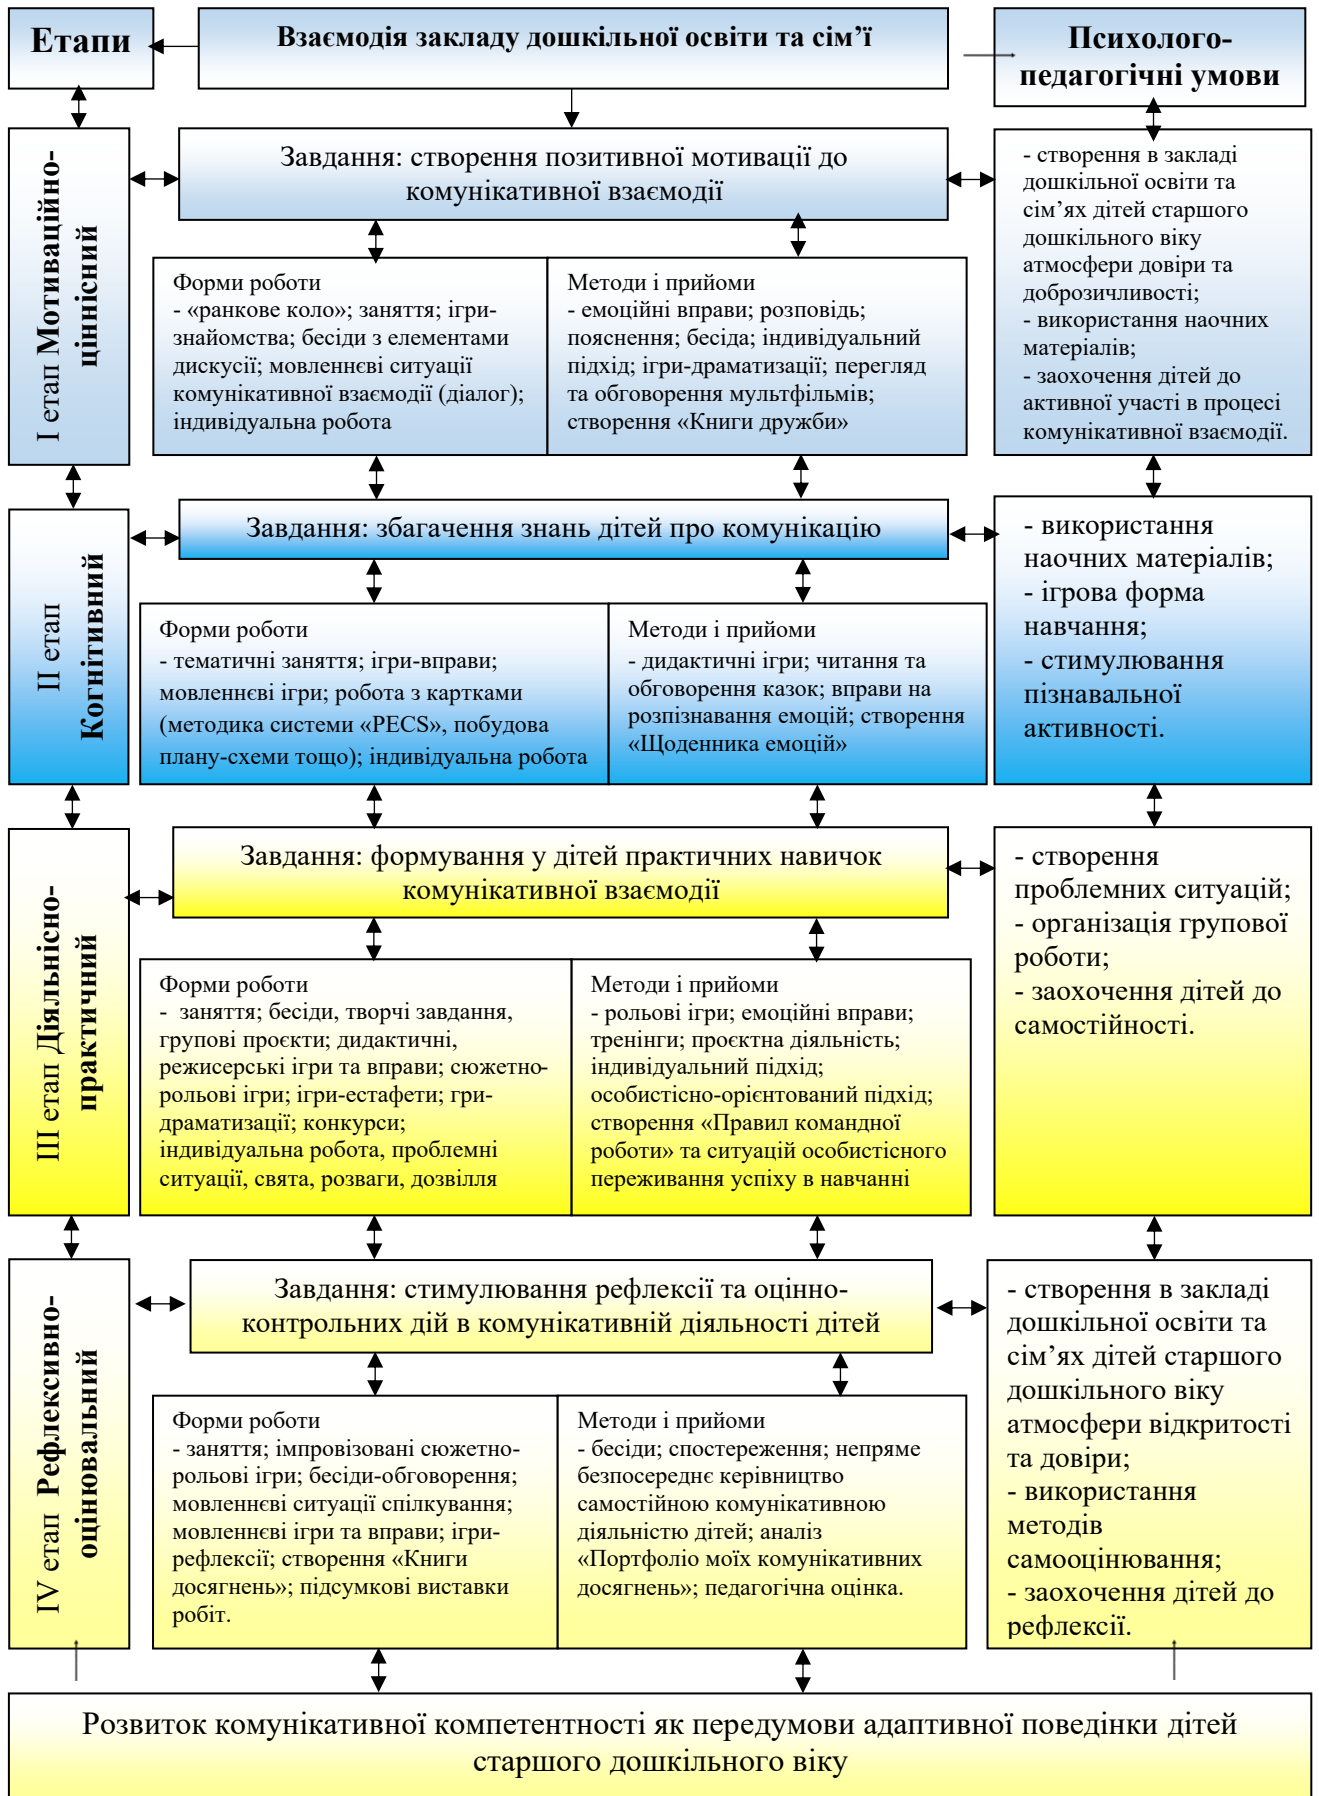 Етапи
Взаємодія закладу дошкільної освіти та сім’ї
Психолого-
педагогічні умови
І етап Мотиваційно-
ціннісний
Завдання: створення позитивної мотивації до
комунікативної взаємодії
Форми роботи
- «ранкове коло»; заняття; ігри-
знайомства; бесіди з елементами
дискусії; мовленнєві ситуації
комунікативної взаємодії (діалог);
індивідуальна робота
Методи і прийоми
- емоційні вправи; розповідь;
пояснення; бесіда; індивідуальний
підхід; ігри-драматизації; перегляд
та обговорення мультфільмів;
створення «Книги дружби»
- створення в закладі
дошкільної освіти та
сім’ях дітей старшого
дошкільного віку
атмосфери довіри та
доброзичливості;
- використання наочних
матеріалів;
- заохочення дітей до
активної участі в процесі
комунікативної взаємодії.
ІІ етап
Когнітивний
Завдання: збагачення знань дітей про комунікацію
Форми роботи
- тематичні заняття; ігри-вправи;
мовленнєві ігри; робота з картками
(методика системи «PECS», побудова
плану-схеми тощо); індивідуальна робота
Методи і прийоми
- дидактичні ігри; читання та
обговорення казок; вправи на
розпізнавання емоцій; створення
«Щоденника емоцій»
- використання
наочних матеріалів;
- ігрова форма
навчання;
- стимулювання
пізнавальної
активності.
ІІІ етап Діяльнісно-
практичний
Завдання: формування у дітей практичних навичок
комунікативної взаємодії
Форми роботи
-  заняття; бесіди, творчі завдання,
групові проєкти; дидактичні,
режисерські ігри та вправи; сюжетно-
рольові ігри; ігри-естафети; гри-
драматизації; конкурси;
індивідуальна робота, проблемні
ситуації, свята, розваги, дозвілля
Методи і прийоми
- рольові ігри; емоційні вправи;
тренінги; проєктна діяльність;
індивідуальний підхід;
особистісно-орієнтований підхід;
створення «Правил командної
роботи» та ситуацій особистісного
переживання успіху в навчанні
- створення
проблемних ситуацій;
- організація групової
роботи;
- заохочення дітей до
самостійності.
IV етап Рефлексивно-
оцінювальний
Завдання: стимулювання рефлексії та оцінно-
контрольних дій в комунікативній діяльності дітей
Форми роботи
- заняття; імпровізовані сюжетно-
рольові ігри; бесіди-обговорення;
мовленнєві ситуації спілкування;
мовленнєві ігри та вправи; ігри-
рефлексії; створення «Книги
досягнень»; підсумкові виставки
робіт.
Методи і прийоми
- бесіди; спостереження; непряме
безпосереднє керівництво
самостійною комунікативною
діяльністю дітей; аналіз
«Портфоліо моїх комунікативних
досягнень»; педагогічна оцінка.
- створення в закладі
дошкільної освіти та
сім’ях дітей старшого
дошкільного віку
атмосфери відкритості
та довіри;
- використання
методів
самооцінювання;
- заохочення дітей до
рефлексії.
Розвиток комунікативної компетентності як передумови адаптивної поведінки дітей
старшого дошкільного віку